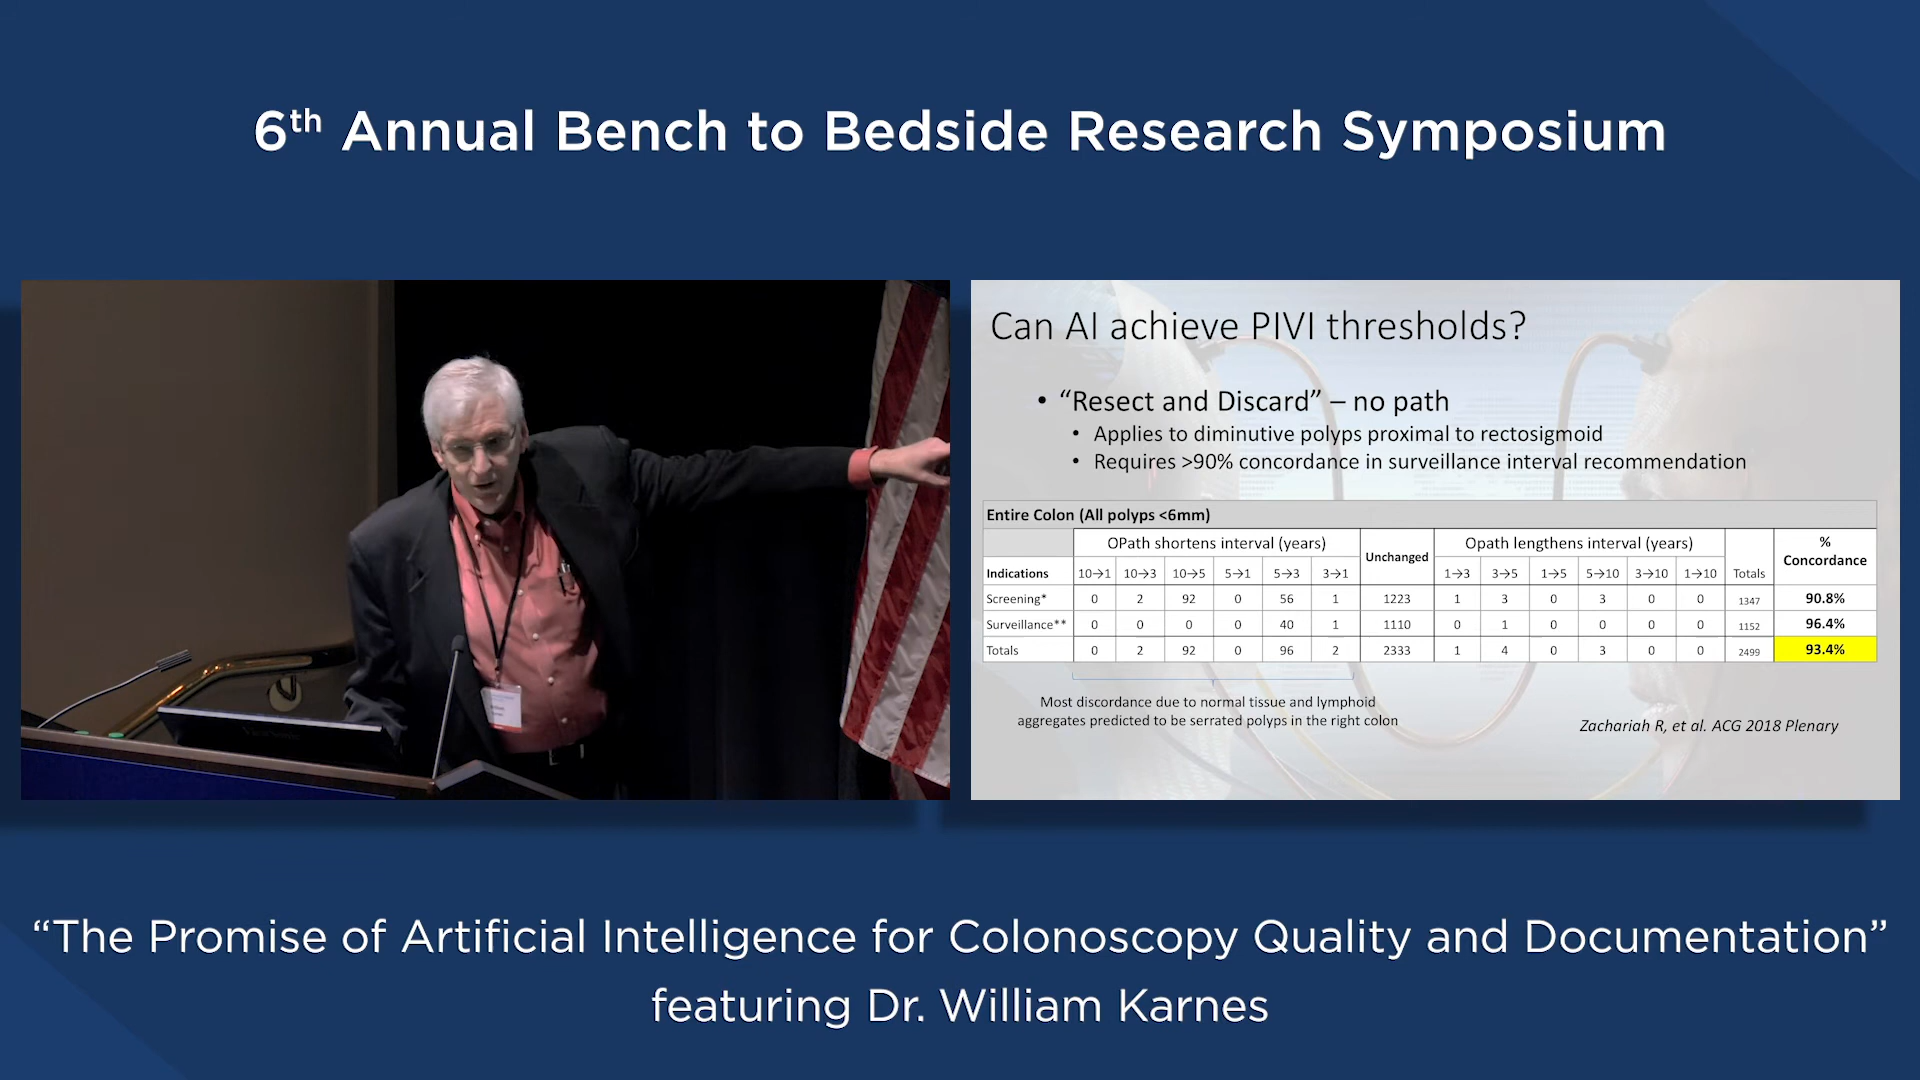 6th Annual Bench to Bedside Research Symposium
Can AI achieve PIVI thresholds?
• “Resect and Discard” – no path
• Applies to diminutive polyps proximal to rectosigmoid
• Requires >90% concordance in surveillance interval recommendation
Entire Colon (All polyps <6mm)
OPath shortens interval (years) Unchanged Opath lengthens interval (years) % Concordance
Indications 10→1 10→3 10→5 5→1 5→3 3→1 1→3 3→5 1→5 5→10 3→10 1→10 Totals
Screening* 0 2 92 0 56 1 1223 1 3 0 3 0 0 1347 90.8%
Surveillance** 0 0 0 0 40 1 1110 0 1 0 0 0 0 1152 96.4%
Totals 0 2 92 0 96 2 2333 1 4 0 3 0 0 2499 93.4%
Most discordance due to normal tissue and lymphoid
aggregates predicted to be serrated polyps in the right colon
Zachariah R, et al. ACG 2018 Plenary
“The Promise of Artificial Intelligence for Colonoscopy Quality and Documentation”
featuring Dr. William Karnes